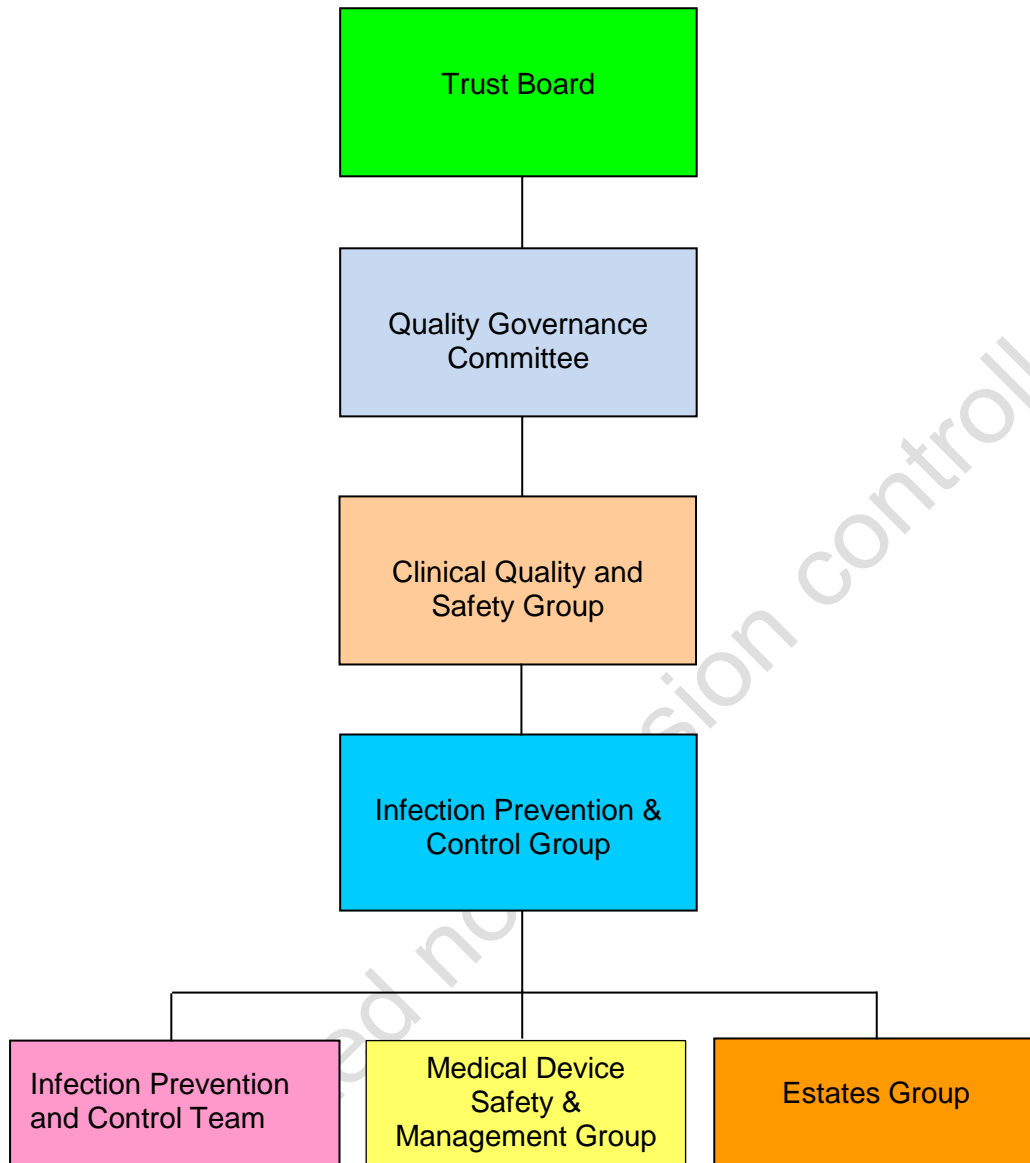 Trust Board
Quality Governance
Committee
Clinical Quality and
Safety Group
Infection Prevention &
Control Group
Infection Prevention
and Control Team
Medical Device
Safety &
Management Group
Estates Group